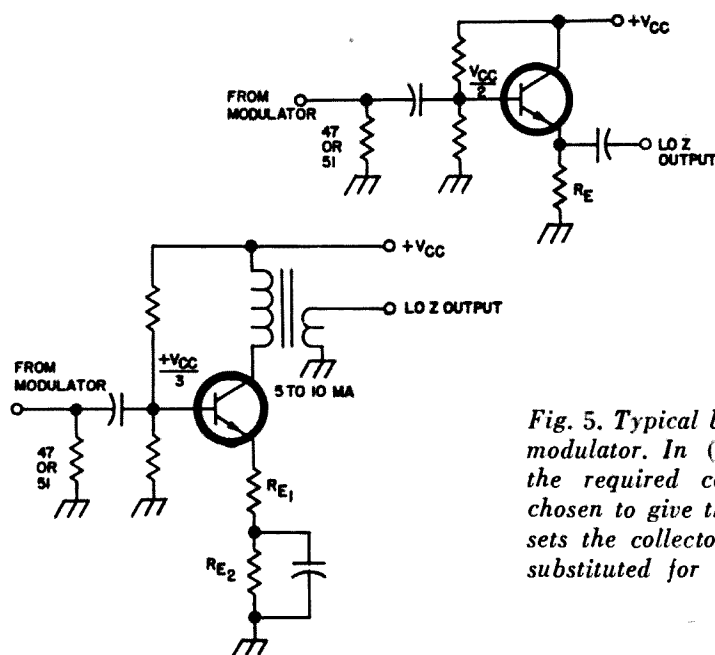 +VCC
VCC
2
FROM
MODULATOR
47
OR
51
LO Z
OUTPUT
RE
+VCC
LO Z OUTPUT
FROM
MODULATOR
+VCC
3
5 TO 10 MA
47
OR
51
RE1
RE2
Fig. 5. Typical b
modulator. In (
the required c
chosen to give th
sets the collecto
substituted for